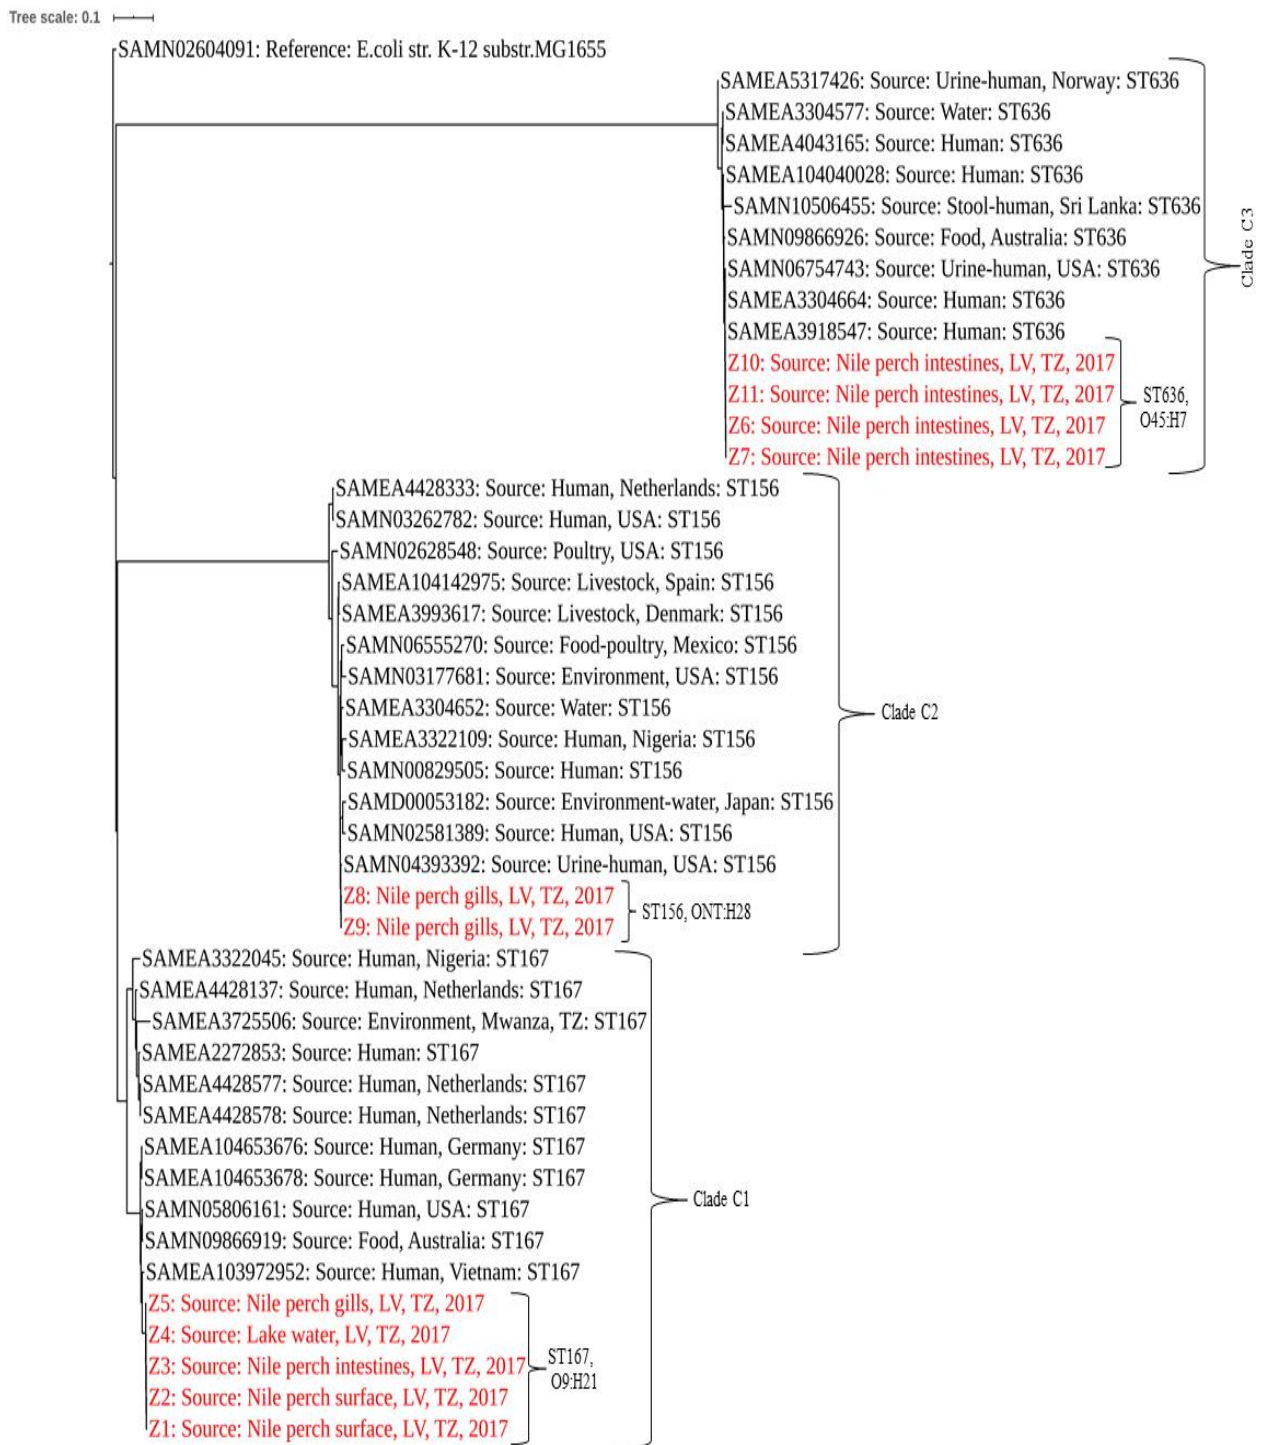 Tree scale: 0.1
SAMN02604091: Reference: E.coli str. K-12 substr.MG1655
SAMEA5317426: Source: Urine-human, Norway: ST636
SAMEA3304577: Source: Water: ST636
SAMEA4043165: Source: Human: ST636
SAMEA104040028: Source: Human: ST636
SAMN10506455: Source: Stool-human, Sri Lanka: ST636
SAMN09866926: Source: Food, Australia: ST636
SAMN06754743: Source: Urine-human, USA: ST636
SAMEA3304664: Source: Human: ST636
SAMEA3918547: Source: Human: ST636
Z10: Source: Nile perch intestines, LV, TZ, 2017
Z11: Source: Nile perch intestines, LV, TZ, 2017
Z6: Source: Nile perch intestines, LV, TZ, 2017
Z7: Source: Nile perch intestines, LV, TZ, 2017
ST636,
O45:H7
Clade C3
SAMEA4428333: Source: Human, Netherlands: ST156
SAMN03262782: Source: Human, USA: ST156
SAMN02628548: Source: Poultry, USA: ST156
SAMEA104142975: Source: Livestock, Spain: ST156
SAMEA3993617: Source: Livestock, Denmark: ST156
SAMN06555270: Source: Food-poultry, Mexico: ST156
SAMN03177681: Source: Environment, USA: ST156
SAMEA3304652: Source: Water: ST156
SAMEA3322109: Source: Human, Nigeria: ST156
SAMN00829505: Source: Human: ST156
SAMD00053182: Source: Environment-water, Japan: ST156
SAMN02581389: Source: Human, USA: ST156
SAMN04393392: Source: Urine-human, USA: ST156
Z8: Nile perch gills, LV, TZ, 2017
Z9: Nile perch gills, LV, TZ, 2017
ST156, ONT:H28
Clade C2
SAMEA3322045: Source: Human, Nigeria: ST167
SAMEA4428137: Source: Human, Netherlands: ST167
SAMEA3725506: Source: Environment, Mwanza, TZ: ST167
SAMEA2272853: Source: Human: ST167
SAMEA4428577: Source: Human, Netherlands: ST167
SAMEA4428578: Source: Human, Netherlands: ST167
SAMEA104653676: Source: Human, Germany: ST167
SAMEA104653678: Source: Human, Germany: ST167
SAMN05806161: Source: Human, USA: ST167
SAMN09866919: Source: Food, Australia: ST167
SAMEA103972952: Source: Human, Vietnam: ST167
Z5: Source: Nile perch gills, LV, TZ, 2017
Z4: Source: Lake water, LV, TZ, 2017
Z3: Source: Nile perch intestines, LV, TZ, 2017
Z2: Source: Nile perch surface, LV, TZ, 2017
Z1: Source: Nile perch surface, LV, TZ, 2017
ST167,
O9:H21
Clade C1